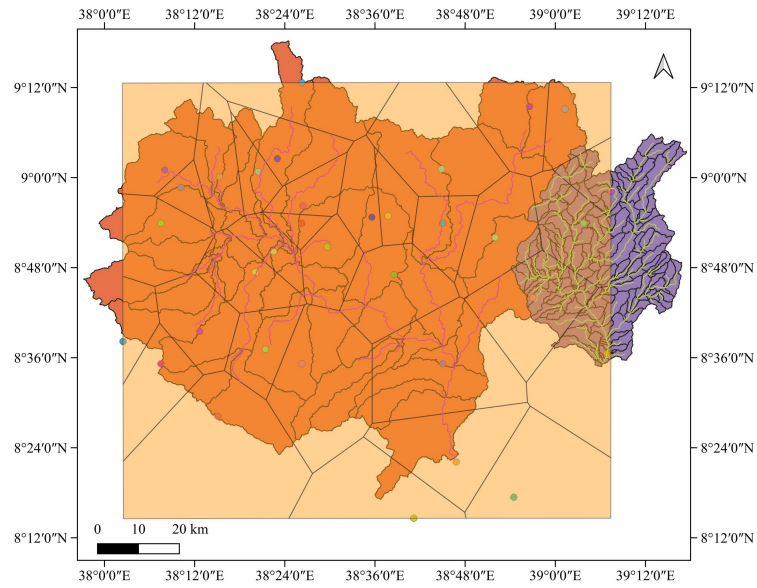 38°0′0″E 38°12′0″E 38°24′0″E 38°36′0″E 38°48′0″E 39°0′0″E 39°12′0″E
9°12′0″N 9°12′0″N
9°0′0″N 9°0′0″N
8°48′0″N 8°48′0″N
8°36′0″N 8°36′0″N
8°24′0″N 8°24′0″N
0 10 20 km
8°12′0″N 8°12′0″N
38°0′0″E 38°12′0″E 38°24′0″E 38°36′0″E 38°48′0″E 39°0′0″E 39°12′0″E